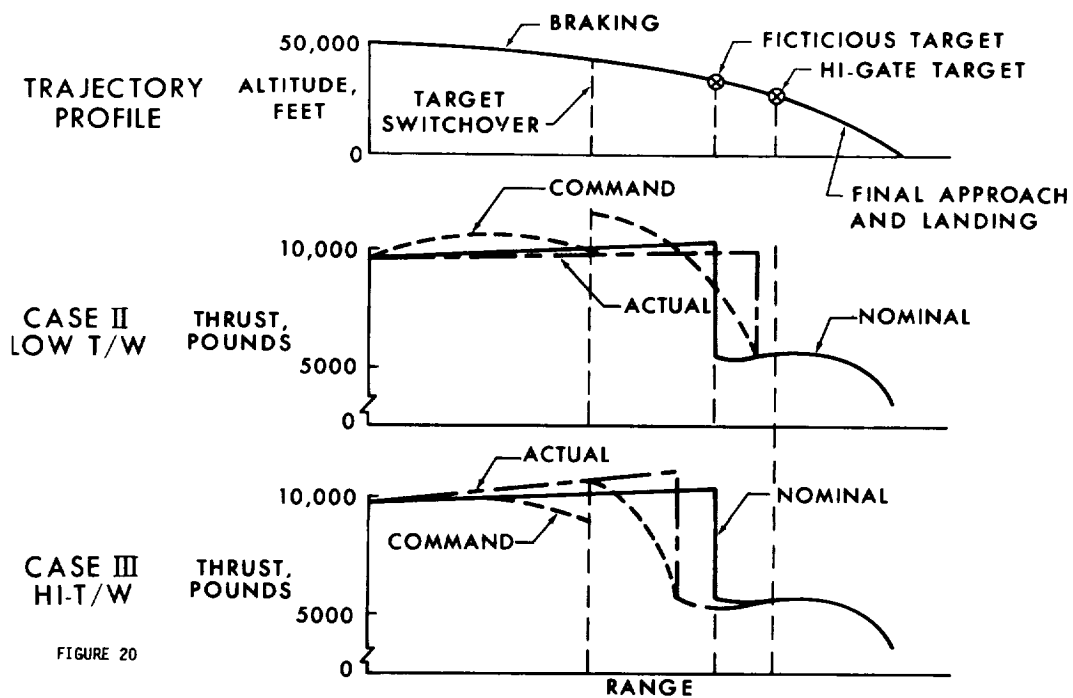 BRAKING
50,000
FICTICIOUS TARGET
HI-GATE TARGET
TRAJECTORY
PROFILE
ALTITUDE,
FEET
TARGET
SWITCHOVER
0
FINAL APPROACH
AND LANDING
COMMAND
10,000
ACTUAL
CASE II
LOW T/W
THRUST,
POUNDS
NOMINAL
5000
0
ACTUAL
10,000
NOMINAL
COMMAND
CASE III
HI-T/W
THRUST,
POUNDS
5000
0
FIGURE 20
RANGE